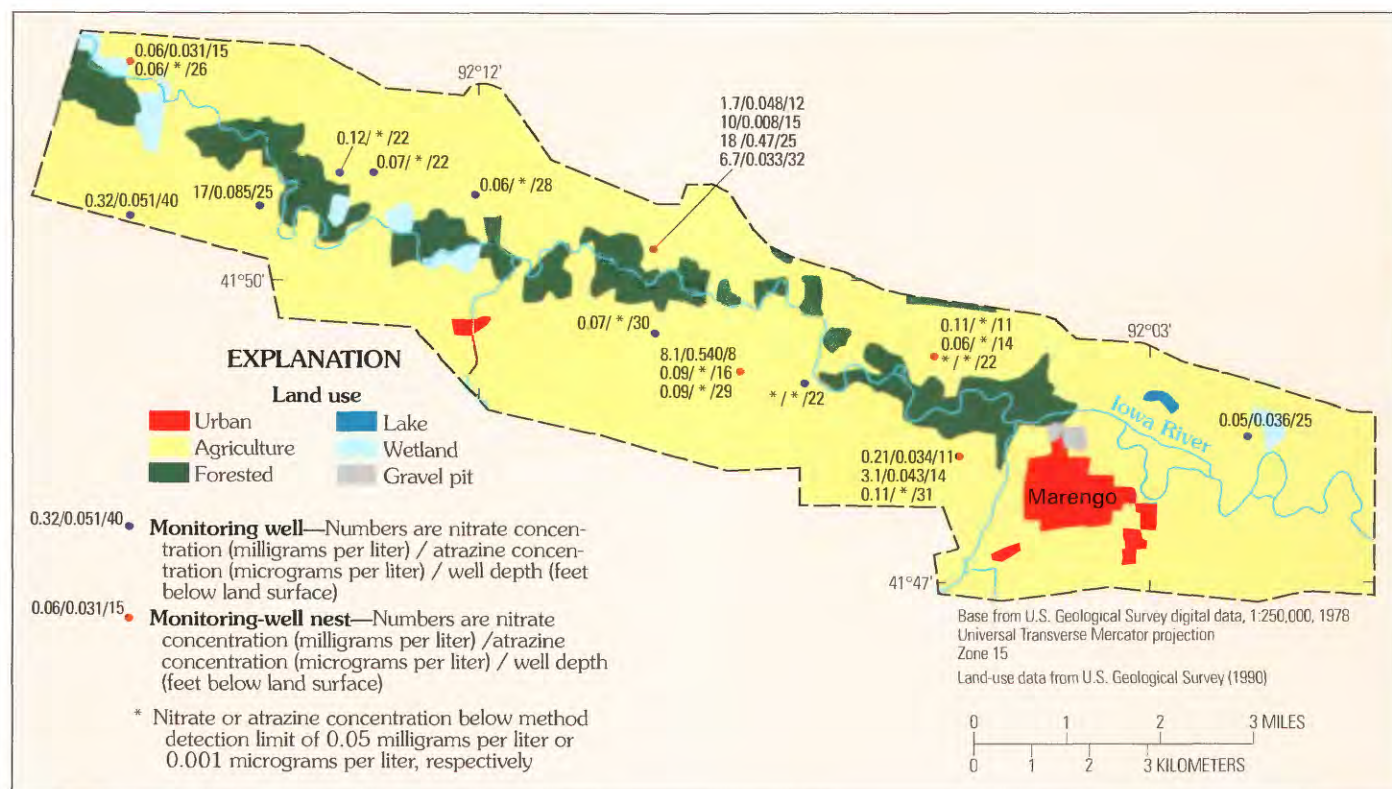 0.06/0.031/15
0.06/ * /26
92°12'
1.7/0.048/12
10/0.008/15
18 /0.47/25
6.7/0.033/32
0.12/ * /22
0.07/ * /22
0.06/ * /28
0.32/0.051/40
17/0.085/25
41°50'
0.07/ * /30
8.1/0.540/8
0.09/ * /16
0.09/ * /29
* / * /22
0.11/ * /11
0.06/ * /14
* / * /22
92°03'
Iowa River
0.05/0.036/25
0.21/0.034/11
3.1/0.043/14
0.11/ * /31
Marengo
41°47'
EXPLANATION
Land use
Urban
Agriculture
Forested
Lake
Wetland
Gravel pit
0.32/0.051/40
Monitoring well—Numbers are nitrate concen-
tration (milligrams per liter) / atrazine concen-
tration (micrograms per liter) / well depth (feet
below land surface)
0.06/0.031/15
Monitoring-well nest—Numbers are nitrate
concentration (milligrams per liter) /atrazine
concentration (micrograms per liter) / well depth
(feet below land surface)
* Nitrate or atrazine concentration below method
detection limit of 0.05 milligrams per liter or
0.001 micrograms per liter, respectively
Base from U.S. Geological Survey digital data, 1:250,000, 1978
Universal Transverse Mercator projection
Zone 15
Land-use data from U.S. Geological Survey (1990)
0 1 2 3 MILES
0 1 2 3 KILOMETERS